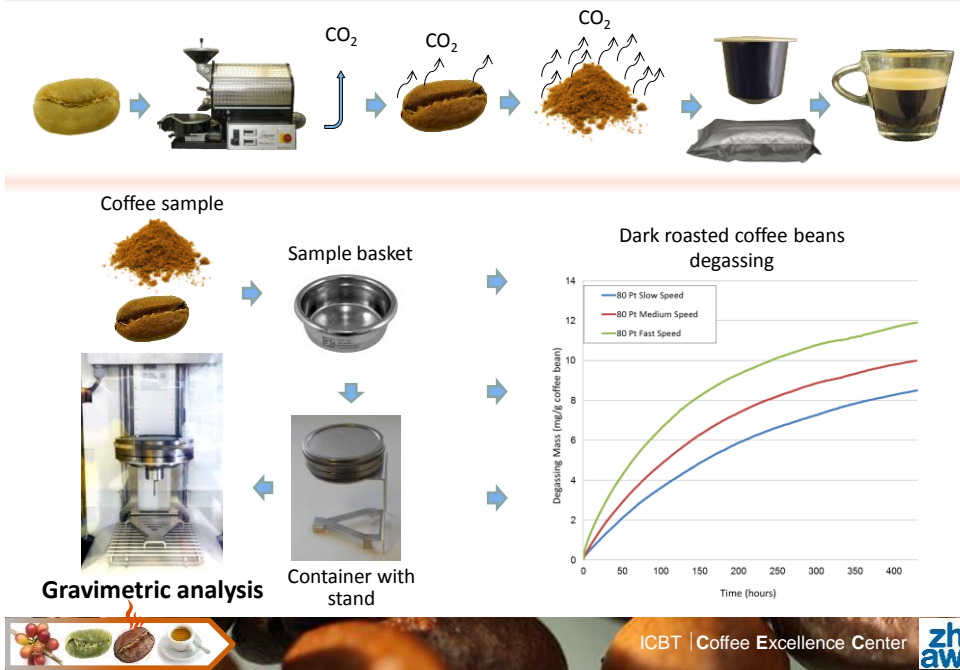 CO2
CO2
CO2
Coffee sample
Sample basket
Dark roasted coffee beans
degassing
14
12
10
8
6
4
2
0
Degassing Mass (mg/g coffee bean)
80 Pt Slow Speed
80 Pt Medium Speed
80 Pt Fast Speed
0 50 100 150 200 250 300 350 400
Time (hours)
Gravimetric analysis
Container with
stand
ICBT | Coffee Excellence Center
zh
aw